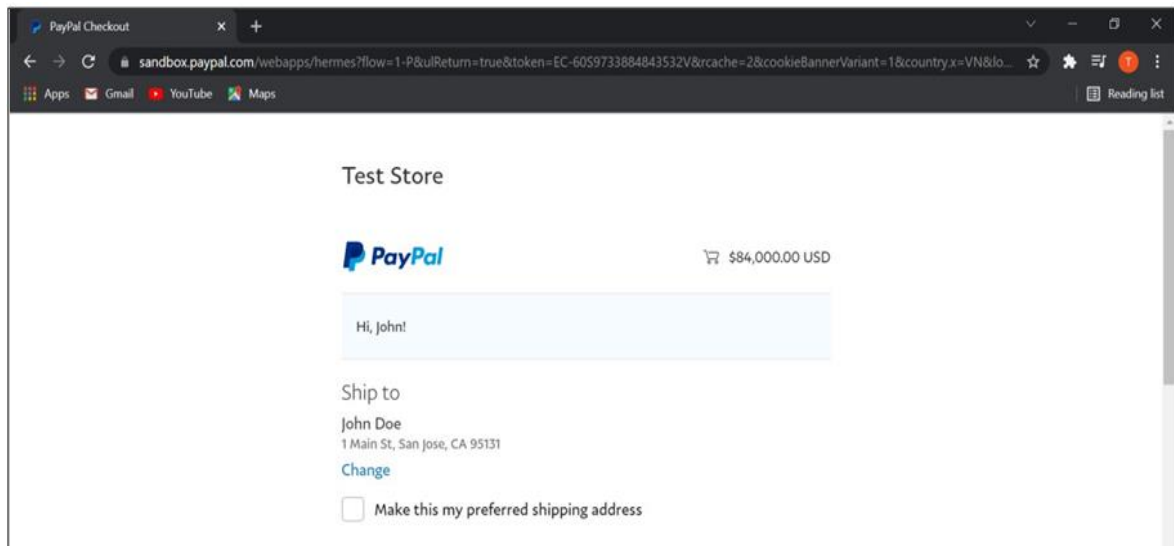 PayPal Checkout
sandbox.paypal.com/webapps/hermes?flow=1-P&ulReturn=true&token=EC-60S9733884843532V&rcache=2&cookieBannerVariant=1&country.x=VN&lo... T
Apps Gmail YouTube Maps Reading list
Test Store
PayPal $84,000.00 USD
Hi, John!
Ship to
John Doe
1 Main St, San Jose, CA 95131
Change
Make this my preferred shipping address